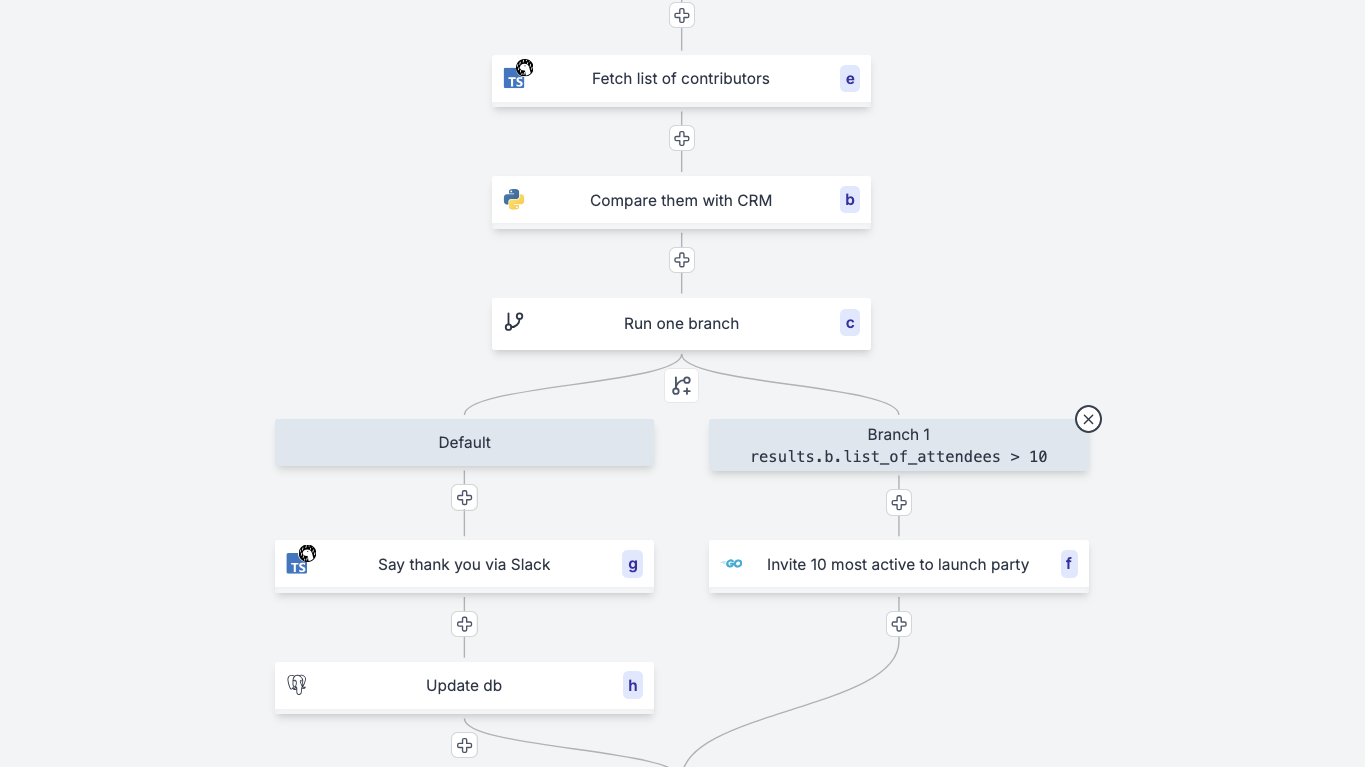 TS
Fetch list of contributors
e
Compare them with CRM
b
Run one branch
c
Default
Branch 1
results.b.list_of_attendees > 10
TS
Say thank you via Slack
g
GO
Invite 10 most active to launch party
f
Update db
h